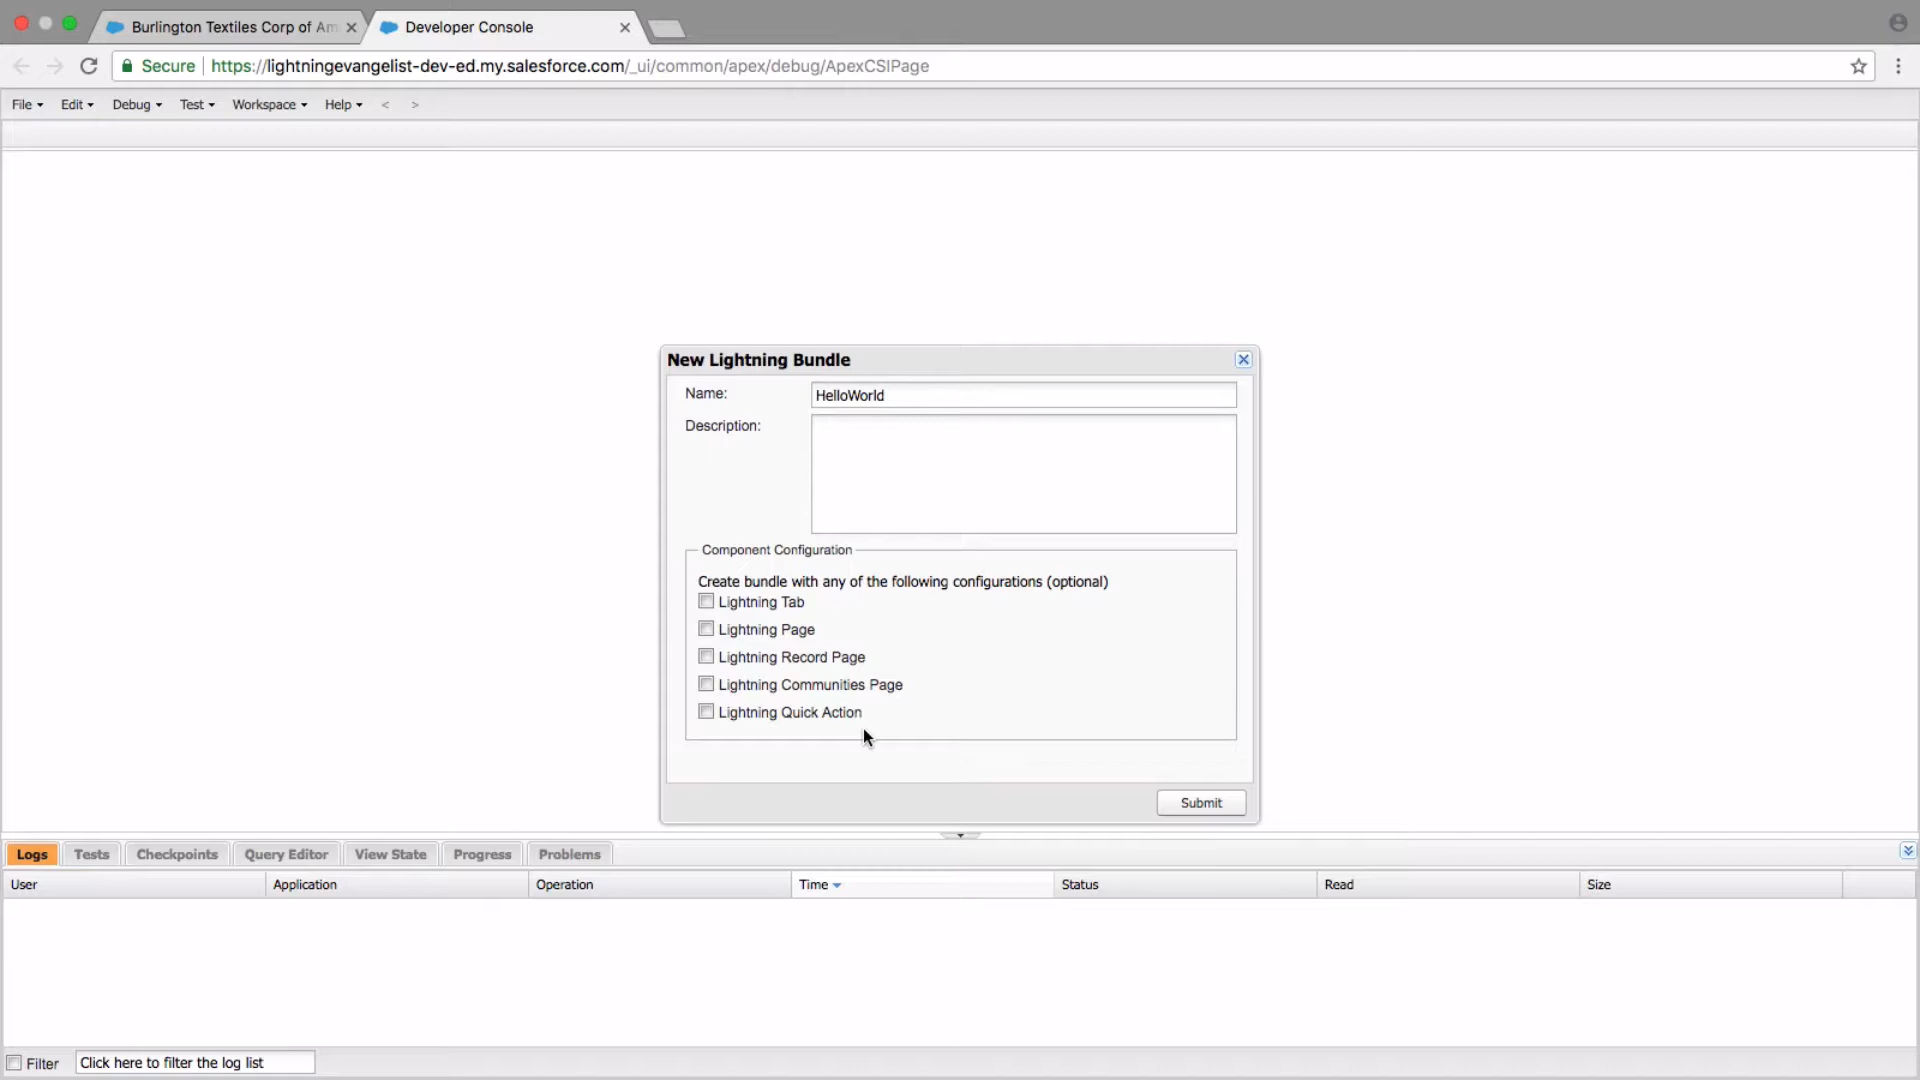 Burlington Textiles Corp of Am
Developer Console
Secure https://lightningevangelist-dev-ed.my.salesforce.com/_ui/common/apex/debug/ApexCSIPage
File Edit Debug Test Workspace Help < >
New Lightning Bundle
Name: HelloWorld
Description:
Component Configuration
Create bundle with any of the following configurations (optional)
Lightning Tab
Lightning Page
Lightning Record Page
Lightning Communities Page
Lightning Quick Action
Submit
Logs Tests Checkpoints Query Editor View State Progress Problems
User Application Operation Time Status Read Size
Filter Click here to filter the log list